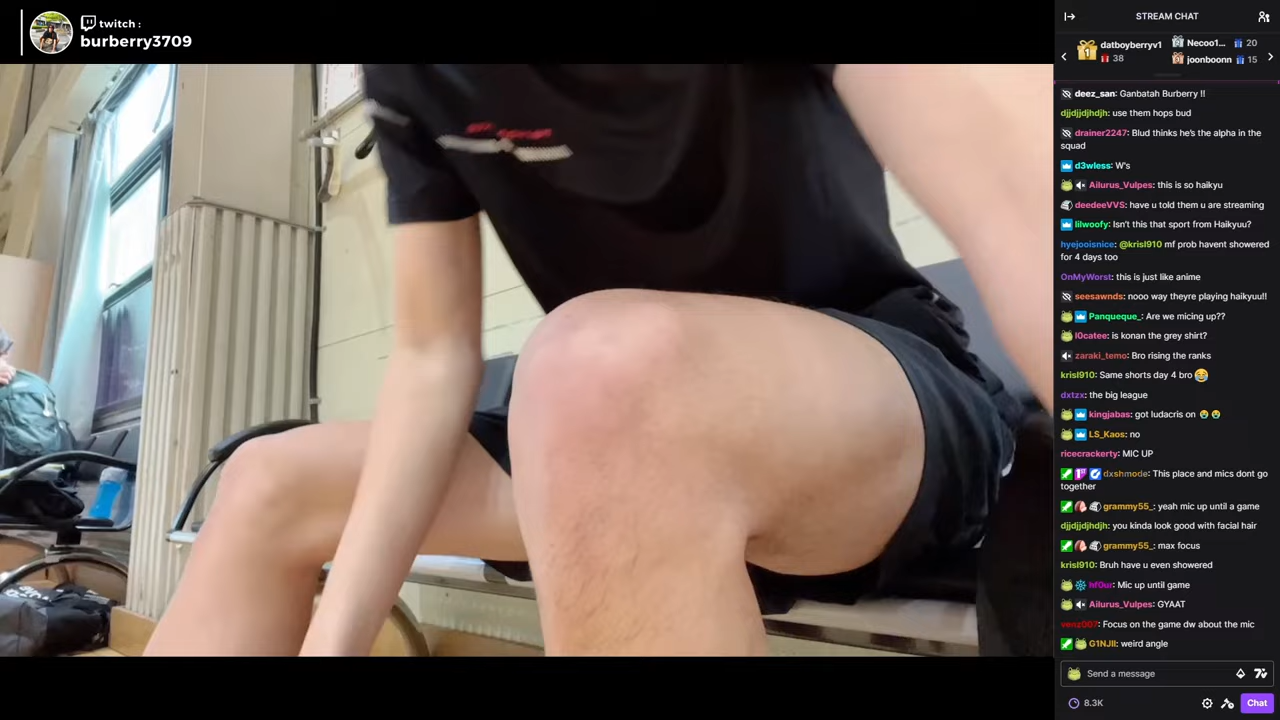 twitch :
burberry3709
STREAM CHAT
datboyberryv1
38
Necoo1... 20
joonboonn 15
deez_san: Ganbatah Burberry !!
djjdjjdjhdjh: use them hops bud
drainer2247: Blud thinks he's the alpha in the
squad
d3wless: W's
Ailurus_Vulpes: this is so haikyu
deedeeVVS: have u told them u are streaming
lilwoofy: Isn't this that sport from Haikyuu?
hyejooisnice: @krisl910 mf prob havent showered
for 4 days too
OnMyWorst: this is just like anime
seesawnds: nooo way theyre playing haikyuu!!
Panqueque_: Are we micing up??
l0catee: is konan the grey shirt?
zaraki_temo: Bro rising the ranks
krisl910: Same shorts day 4 bro 😂
dxtzx: the big league
kingjabas: got ludacris on 😭 😭
LS_Kaos: no
ricecrackerty: MIC UP
dxshmode: This place and mics dont go
together
grammy55_: yeah mic up until a game
djjdjjdjhdjh: you kinda look good with facial hair
grammy55_: max focus
krisl910: Bruh have u even showered
hf0ur: Mic up until game
Ailurus_Vulpes: GYAAT
venz007: Focus on the game dw about the mic
G1NJII: weird angle
Send a message
8.3K
Chat